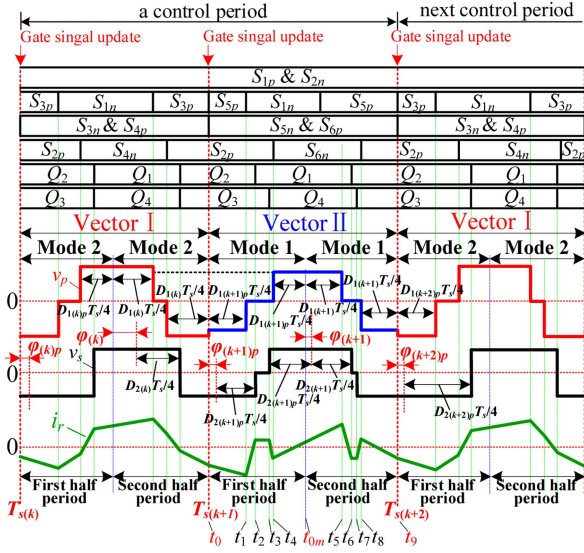 a control period next control period
Gate singal update Gate singal update Gate singal update
S1p & S2n
S3p S1n S3p S5p S1n S5p S3p S1n S3p
S3n & S4p S5n & S6p S3n & S4p
S2p S4n S2p S6n S2p S4n S2p
Q2 Q1 Q2 Q1 Q2 Q1
Q3 Q4 Q3 Q4 Q3 Q4
Vector I Vector II Vector I
Mode 2 Mode 2 Mode 1 Mode 1 Mode 2 Mode 2
vp
D1(k)Ts/4 D1(k+1)pTs/4 D1(k+1)Ts/4 D1(k+2)pTs/4
0
D1(k)pTs/4 D1(k)Ts/4 D1(k+1)Ts/4
D1(k+1)pTs/4
φ(k) φ(k+1)
φ(k)p vs φ(k+1)p φ(k+2)p
0
D2(k)Ts/4 D2(k+1)pTs/4 D2(k+1)Ts/4 D2(k+2)pTs/4
D2(k+1)pTs/4
ir
0
First half period Second half period First half period Second half period First half period Second half period
Ts(k) Ts(k+1) Ts(k+2)
t0 t1 t2 t3 t4 t0m t5 t6 t7 t8 t9